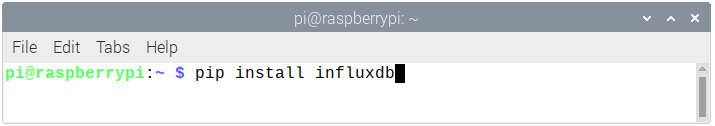 pi@raspberrypi: ~
File Edit Tabs Help
pi@raspberrypi:~ $ pip install influxdb